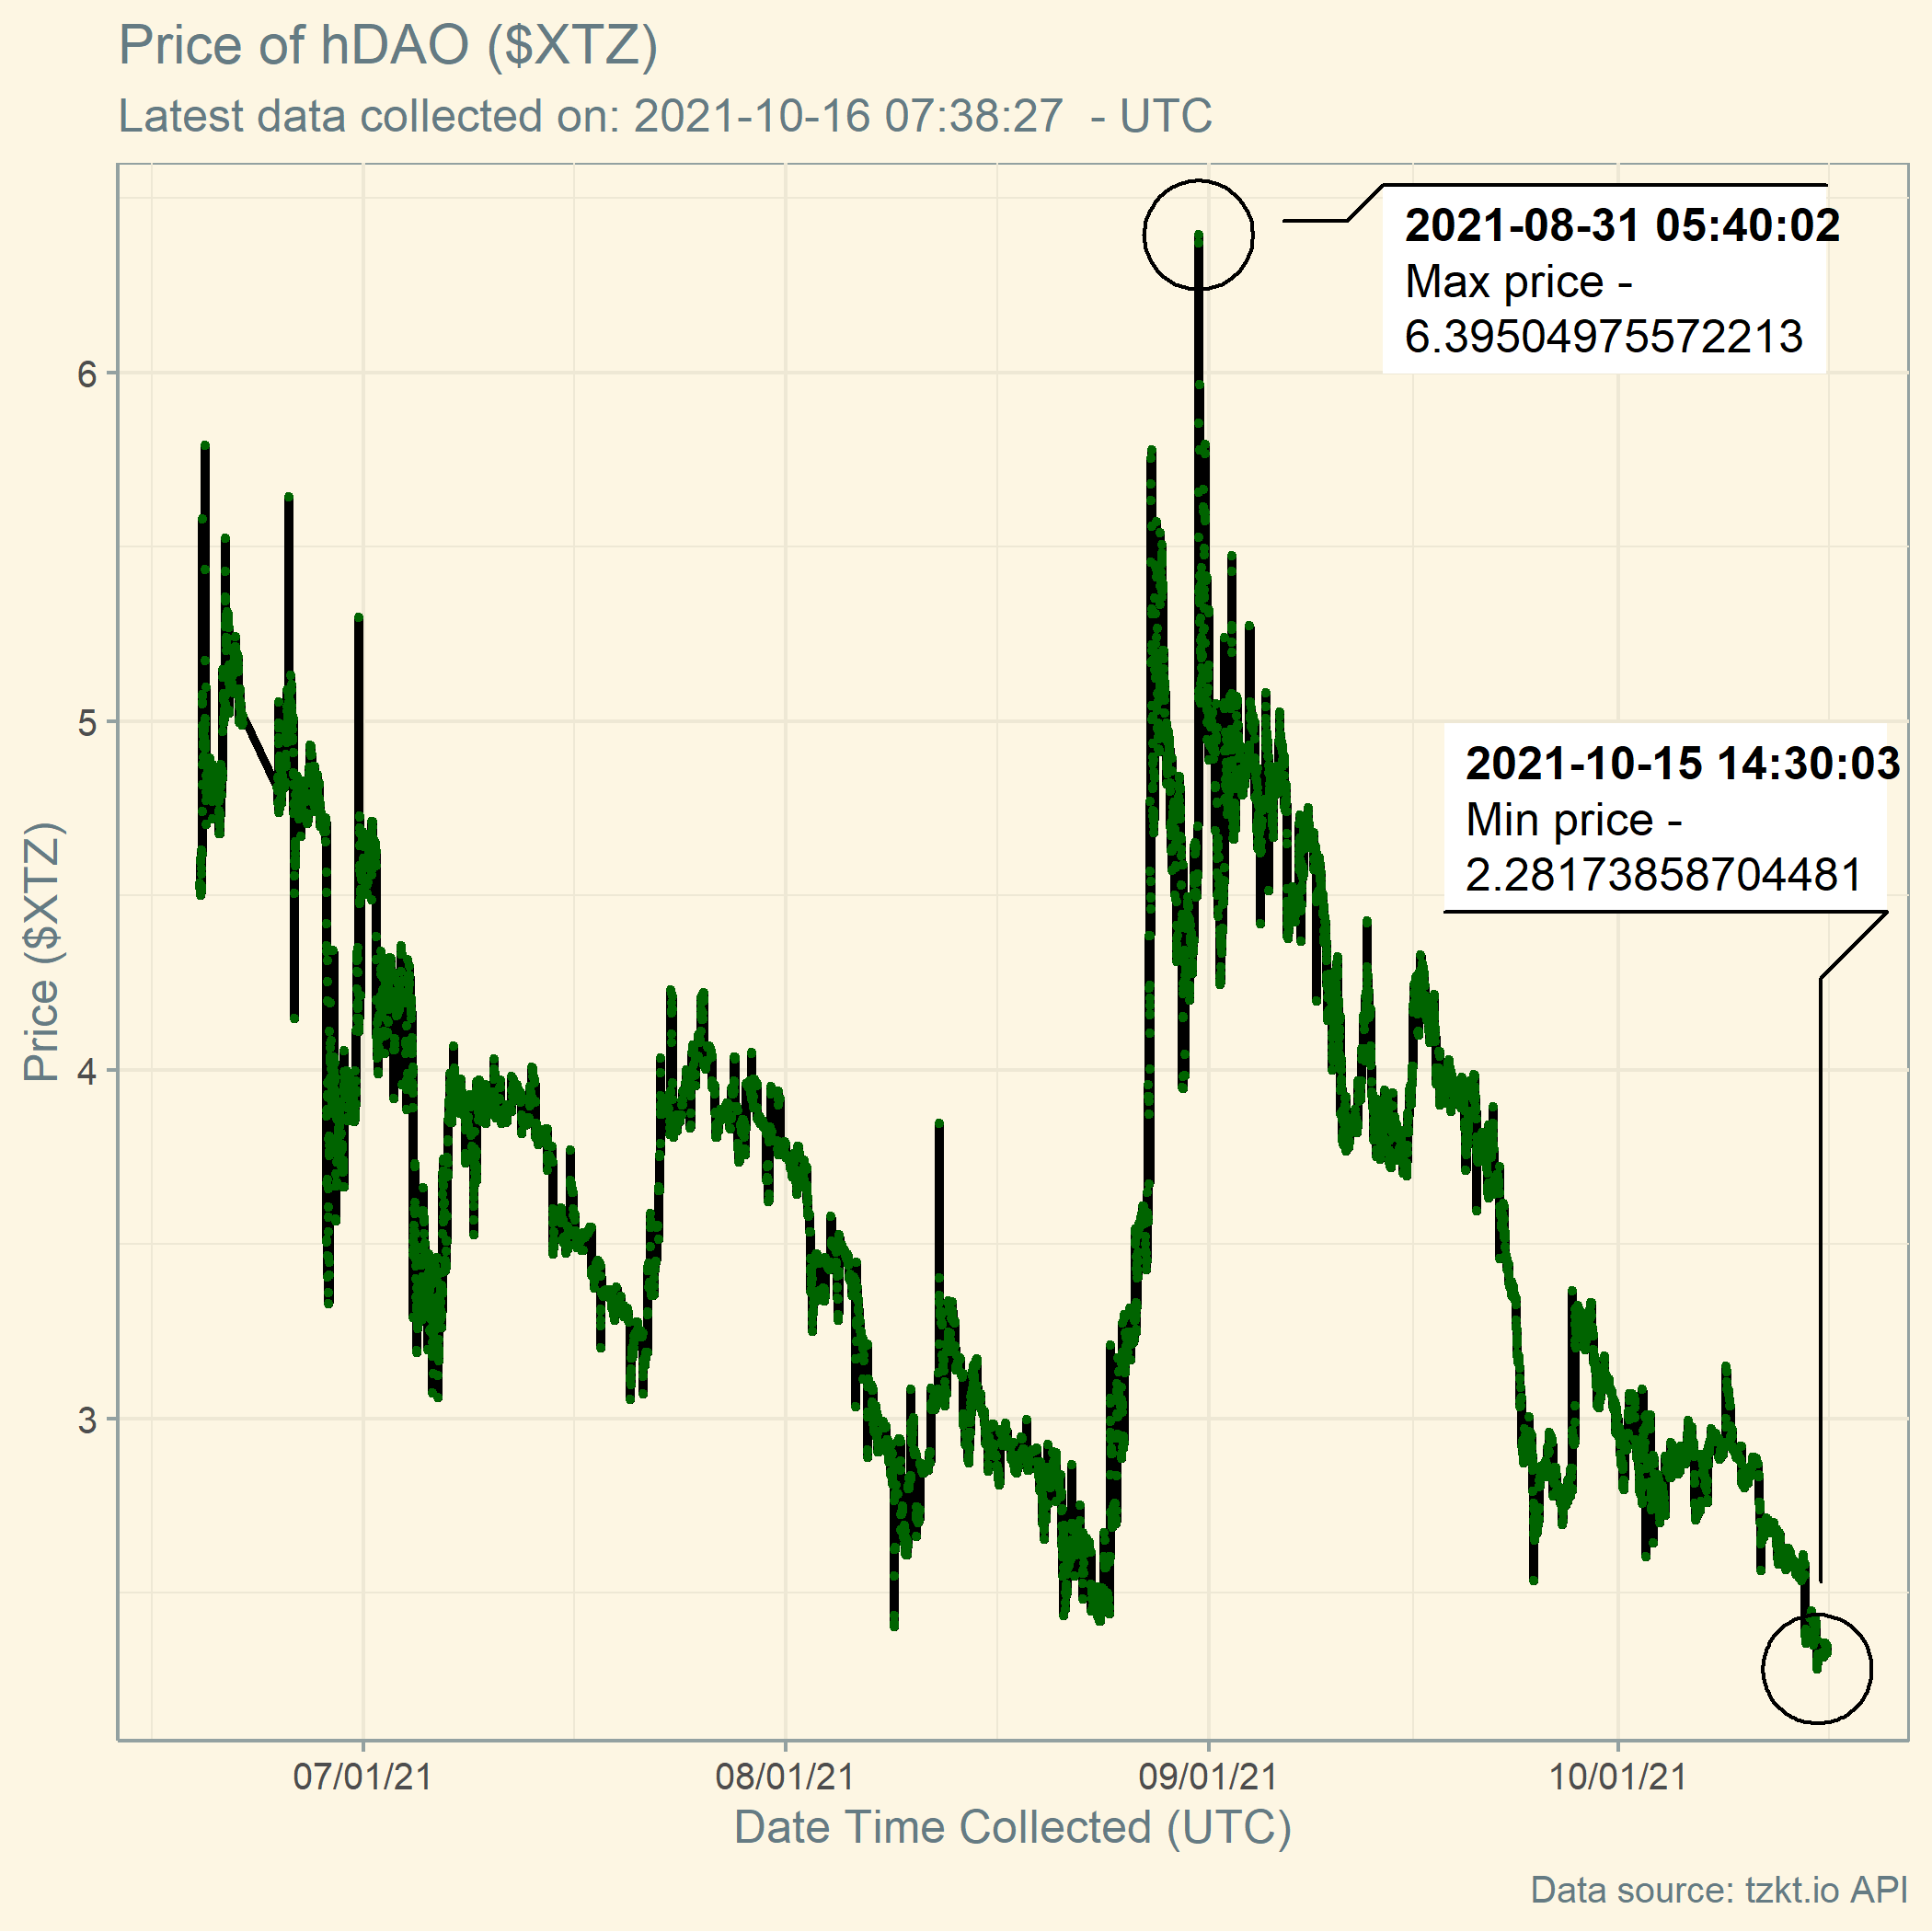 Price of hDAO ($XTZ)
Latest data collected on: 2021-10-16 07:38:27  - UTC
2021-08-31 05:40:02
Max price -
6.39504975572213
2021-10-15 14:30:03
Min price -
2.28173858704481
Price ($XTZ)
6
5
4
3
07/01/21
08/01/21
09/01/21
10/01/21
Date Time Collected (UTC)
Data source: tzkt.io API